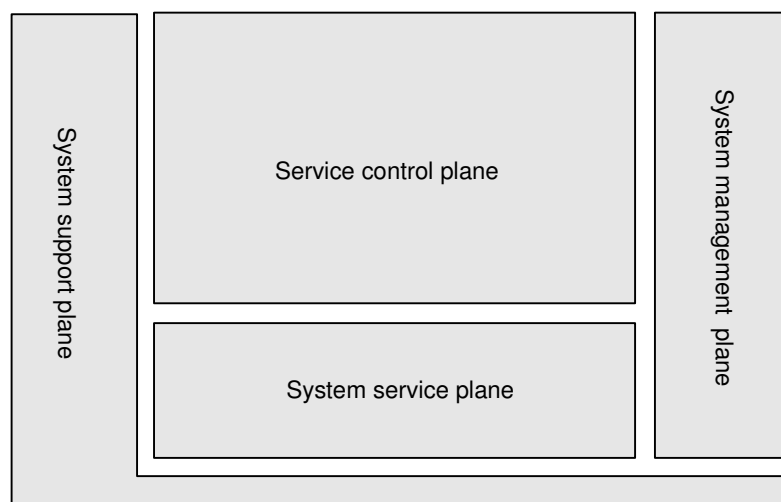 System support plane
Service control plane
System management plane
System service plane